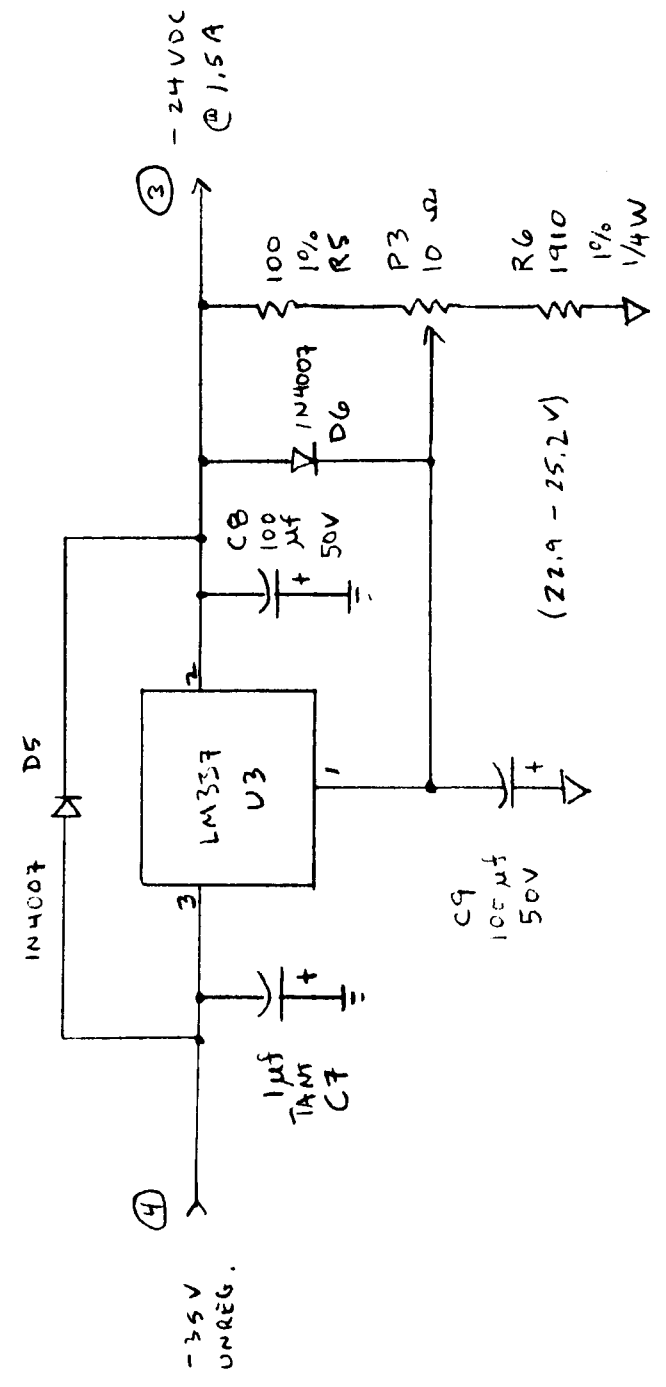 ④
-35V
UNREG.
1N4007
D5
1µf
TANT
C7
3
LM337
U3
2
1
C8
100
µf
50V
+
+
C9
100 µf
50V
+
1N4007
D6
③
-24VDC
@ 1.5A
100
1%
R5
P3
10 Ω
R6
1910
1%
1/4W
(22.9 - 25.2V)